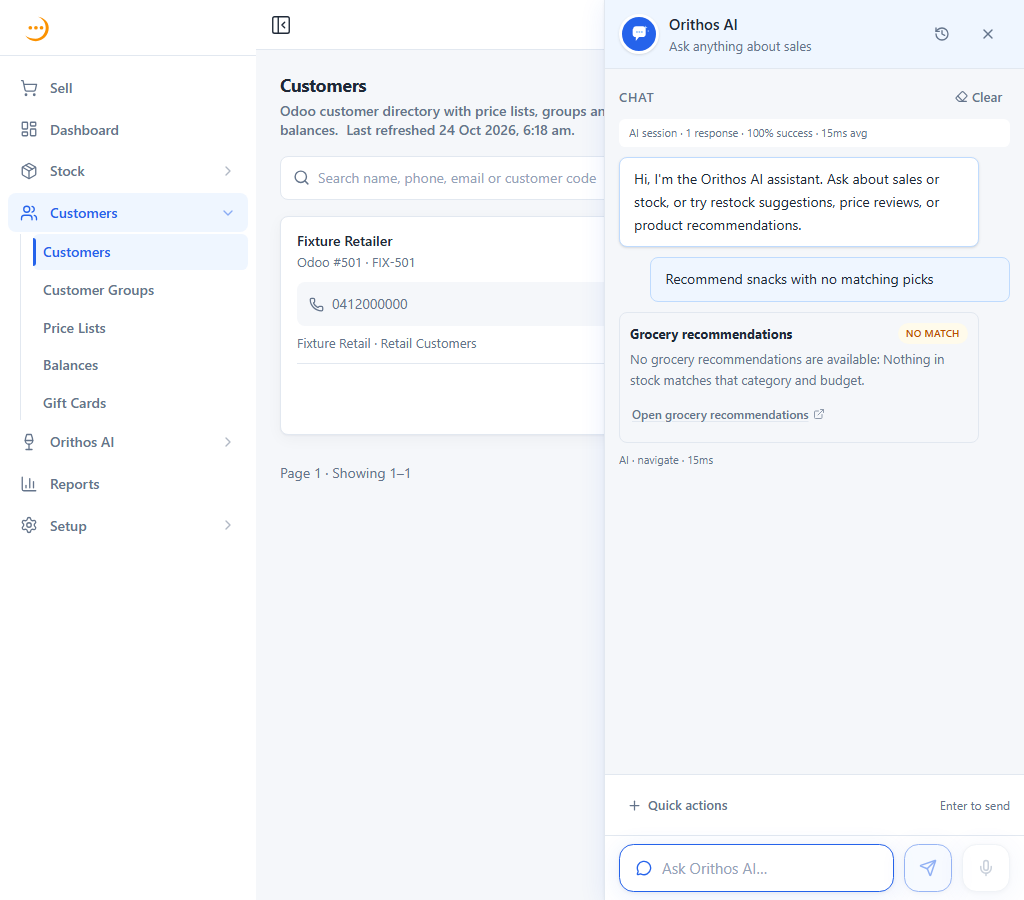 Sell
Dashboard
Stock
Customers
Customers
Customer Groups
Price Lists
Balances
Gift Cards
Orithos AI
Reports
Setup
Customers
Odoo customer directory with price lists, groups an
balances. Last refreshed 24 Oct 2026, 6:18 am.
Search name, phone, email or customer code
Fixture Retailer
Odoo #501 · FIX-501
0412000000
Fixture Retail · Retail Customers
Page 1 · Showing 1–1
Orithos AI
Ask anything about sales
CHAT
Clear
AI session · 1 response · 100% success · 15ms avg
Hi, I'm the Orithos AI assistant. Ask about sales or
stock, or try restock suggestions, price reviews, or
product recommendations.
Recommend snacks with no matching picks
Grocery recommendations
NO MATCH
No grocery recommendations are available: Nothing in
stock matches that category and budget.
Open grocery recommendations
AI · navigate · 15ms
Quick actions
Enter to send
Ask Orithos AI...